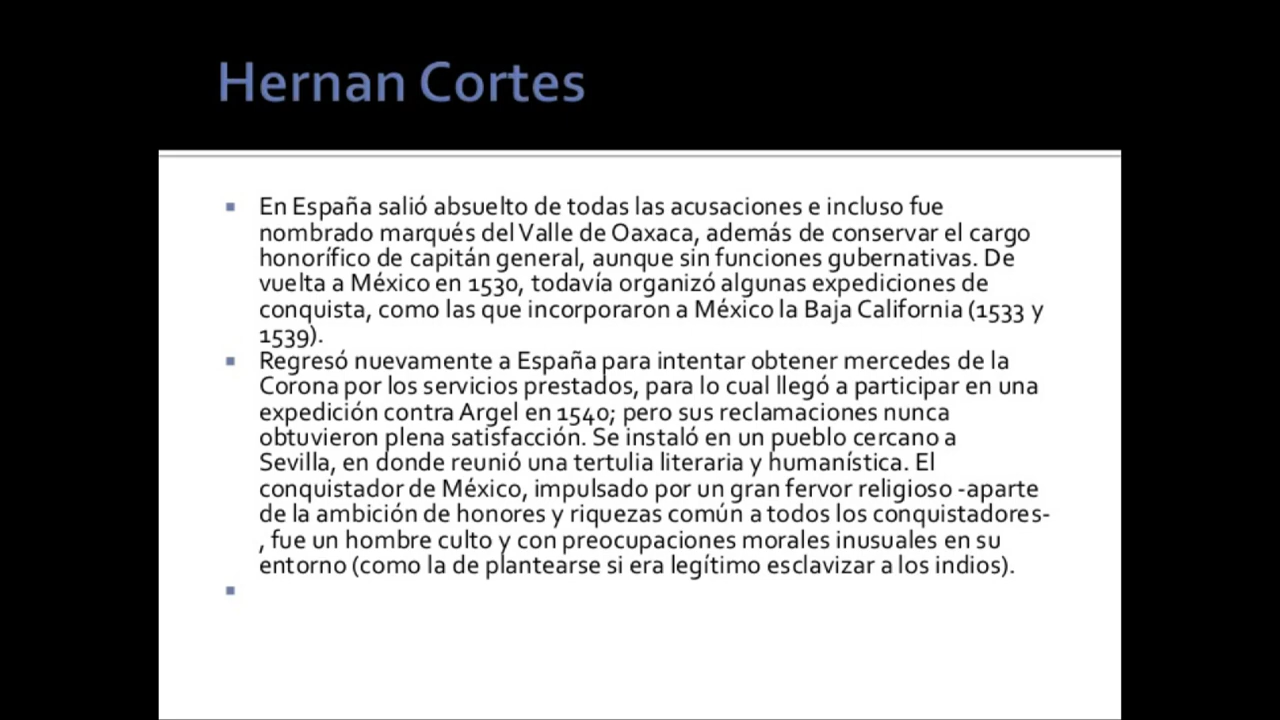 Hernan Cortes
En España salió absuelto de todas las acusaciones e incluso fue
nombrado marqués del Valle de Oaxaca, además de conservar el cargo
honorífico de capitán general, aunque sin funciones gubernativas. De
vuelta a México en 1530, todavía organizó algunas expediciones de
conquista, como las que incorporaron a México la Baja California (1533 y
1539).
Regresó nuevamente a España para intentar obtener mercedes de la
Corona por los servicios prestados, para lo cual llegó a participar en una
expedición contra Argel en 1540; pero sus reclamaciones nunca
obtuvieron plena satisfacción. Se instaló en un pueblo cercano a
Sevilla, en donde reunió una tertulia literaria y humanística. El
conquistador de México, impulsado por un gran fervor religioso -aparte
de la ambición de honores y riquezas común a todos los conquistadores-
, fue un hombre culto y con preocupaciones morales inusuales en su
entorno (como la de plantearse si era legítimo esclavizar a los indios).